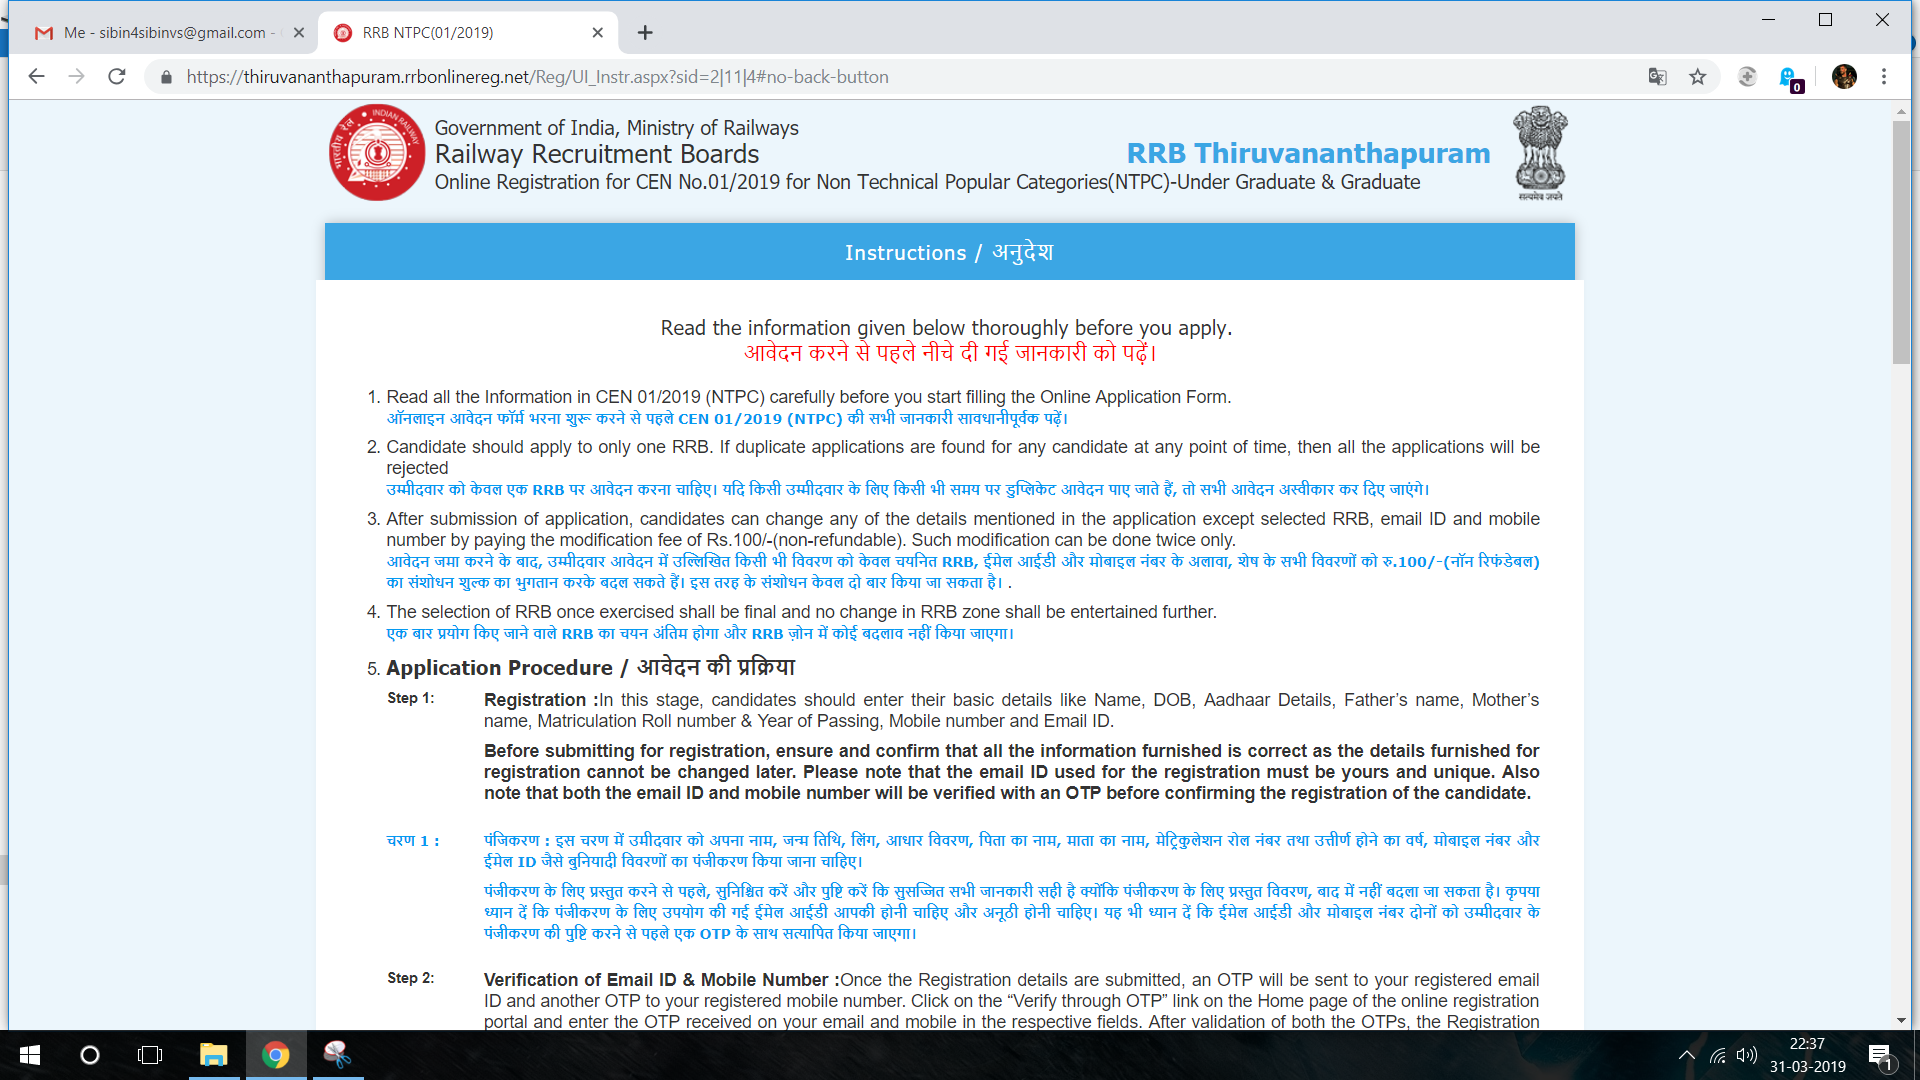 Me - sibin4sibinvs@gmail.com -
RRB NTPC(01/2019)
https://thiruvananthapuram.rrbonlinereg.net/Reg/UI_Instr.aspx?sid=2|11|4#no-back-button
0
भारतीय रेल INDIAN RAILWAY
Government of India, Ministry of Railways
Railway Recruitment Boards
RRB Thiruvananthapuram
Online Registration for CEN No.01/2019 for Non Technical Popular Categories(NTPC)-Under Graduate & Graduate
सत्यमेव जयते
Instructions / अनुदेश
Read the information given below thoroughly before you apply.
आवेदन करने से पहले नीचे दी गई जानकारी को पढ़ें।
1. Read all the Information in CEN 01/2019 (NTPC) carefully before you start filling the Online Application Form.
ऑनलाइन आवेदन फॉर्म भरना शुरू करने से पहले CEN 01/2019 (NTPC) की सभी जानकारी सावधानीपूर्वक पढ़ें।
2. Candidate should apply to only one RRB. If duplicate applications are found for any candidate at any point of time, then all the applications will be
rejected
उम्मीदवार को केवल एक RRB पर आवेदन करना चाहिए। यदि किसी उम्मीदवार के लिए किसी भी समय पर डुप्लिकेट आवेदन पाए जाते हैं, तो सभी आवेदन अस्वीकार कर दिए जाएंगे।
3. After submission of application, candidates can change any of the details mentioned in the application except selected RRB, email ID and mobile
number by paying the modification fee of Rs.100/-(non-refundable). Such modification can be done twice only.
आवेदन जमा करने के बाद, उम्मीदवार आवेदन में उल्लिखित किसी भी विवरण को केवल चयनित RRB, ईमेल आईडी और मोबाइल नंबर के अलावा, शेष के सभी विवरणों को रु.100/-(नॉन रिफंडेबल)
का संशोधन शुल्क का भुगतान करके बदल सकते हैं। इस तरह के संशोधन केवल दो बार किया जा सकता है। .
4. The selection of RRB once exercised shall be final and no change in RRB zone shall be entertained further.
एक बार प्रयोग किए जाने वाले RRB का चयन अंतिम होगा और RRB ज़ोन में कोई बदलाव नहीं किया जाएगा।
5. Application Procedure / आवेदन की प्रक्रिया
Step 1: Registration :In this stage, candidates should enter their basic details like Name, DOB, Aadhaar Details, Father's name, Mother's
name, Matriculation Roll number & Year of Passing, Mobile number and Email ID.
Before submitting for registration, ensure and confirm that all the information furnished is correct as the details furnished for
registration cannot be changed later. Please note that the email ID used for the registration must be yours and unique. Also
note that both the email ID and mobile number will be verified with an OTP before confirming the registration of the candidate.
चरण 1 : पंजिकरण : इस चरण में उमीदवार को अपना नाम, जन्म तिथि, लिंग, आधार विवरण, पिता का नाम, माता का नाम, मेट्रिकुलेशन रोल नंबर तथा उत्तीर्ण होने का वर्ष, मोबाइल नंबर और
ईमेल ID जैसे बुनियादी विवरणों का पंजीकरण किया जाना चाहिए।
पंजीकरण के लिए प्रस्तुत करने से पहले, सुनिश्चित करें और पुष्टि करें कि सुसज्जित सभी जानकारी सही है क्योंकि पंजीकरण के लिए प्रस्तुत विवरण, बाद में नहीं बदला जा सकता है। कृपया
ध्यान दें कि पंजीकरण के लिए उपयोग की गई ईमेल आईडी आपकी होनी चाहिए और अनूठी होनी चाहिए। यह भी ध्यान दें कि ईमेल आईडी और मोबाइल नंबर दोनों को उम्मीदवार के
पंजीकरण की पुष्टि करने से पहले एक OTP के साथ सत्यापित किया जाएगा।
Step 2: Verification of Email ID & Mobile Number :Once the Registration details are submitted, an OTP will be sent to your registered email
ID and another OTP to your registered mobile number. Click on the “Verify through OTP” link on the Home page of the online registration
portal and enter the OTP received on your email and mobile in the respective fields. After validation of both the OTPs, the Registration
22:37
31-03-2019
1